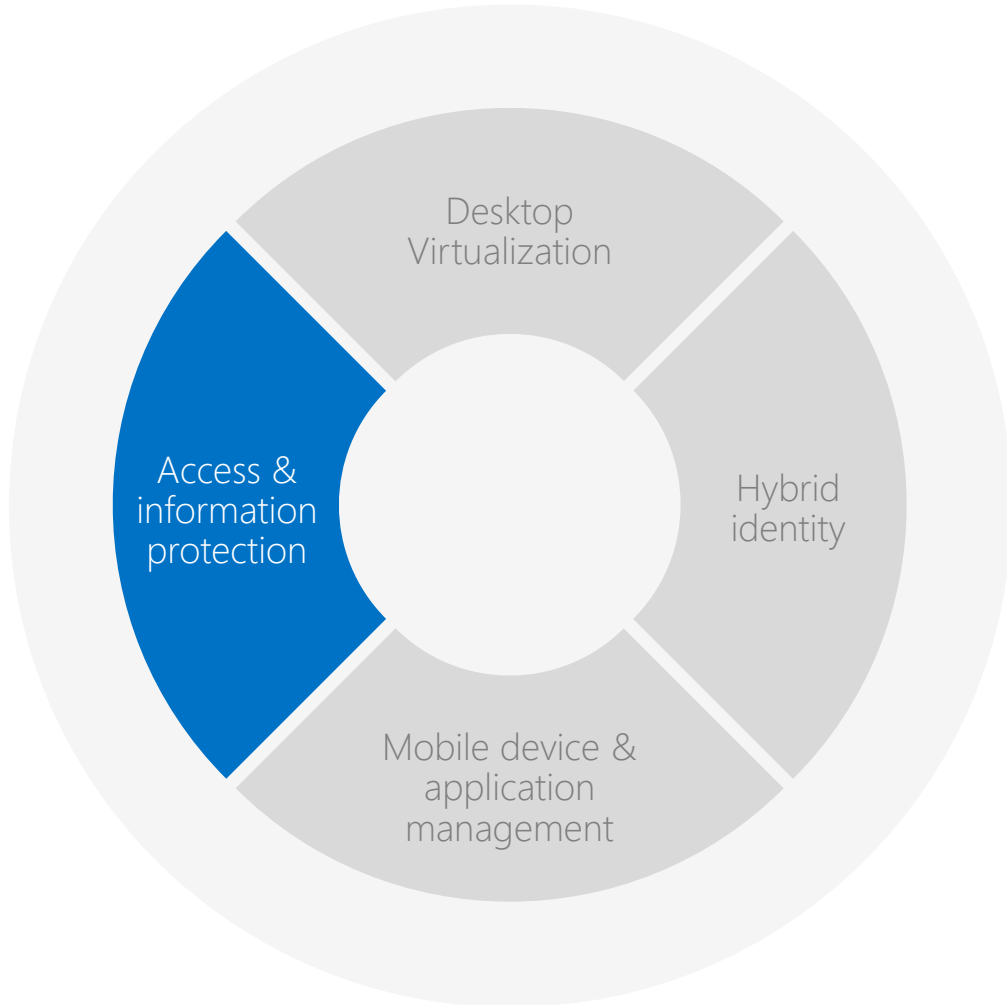 Desktop
Virtualization
Access &
information
protection
Hybrid
identity
Mobile device &
application
management